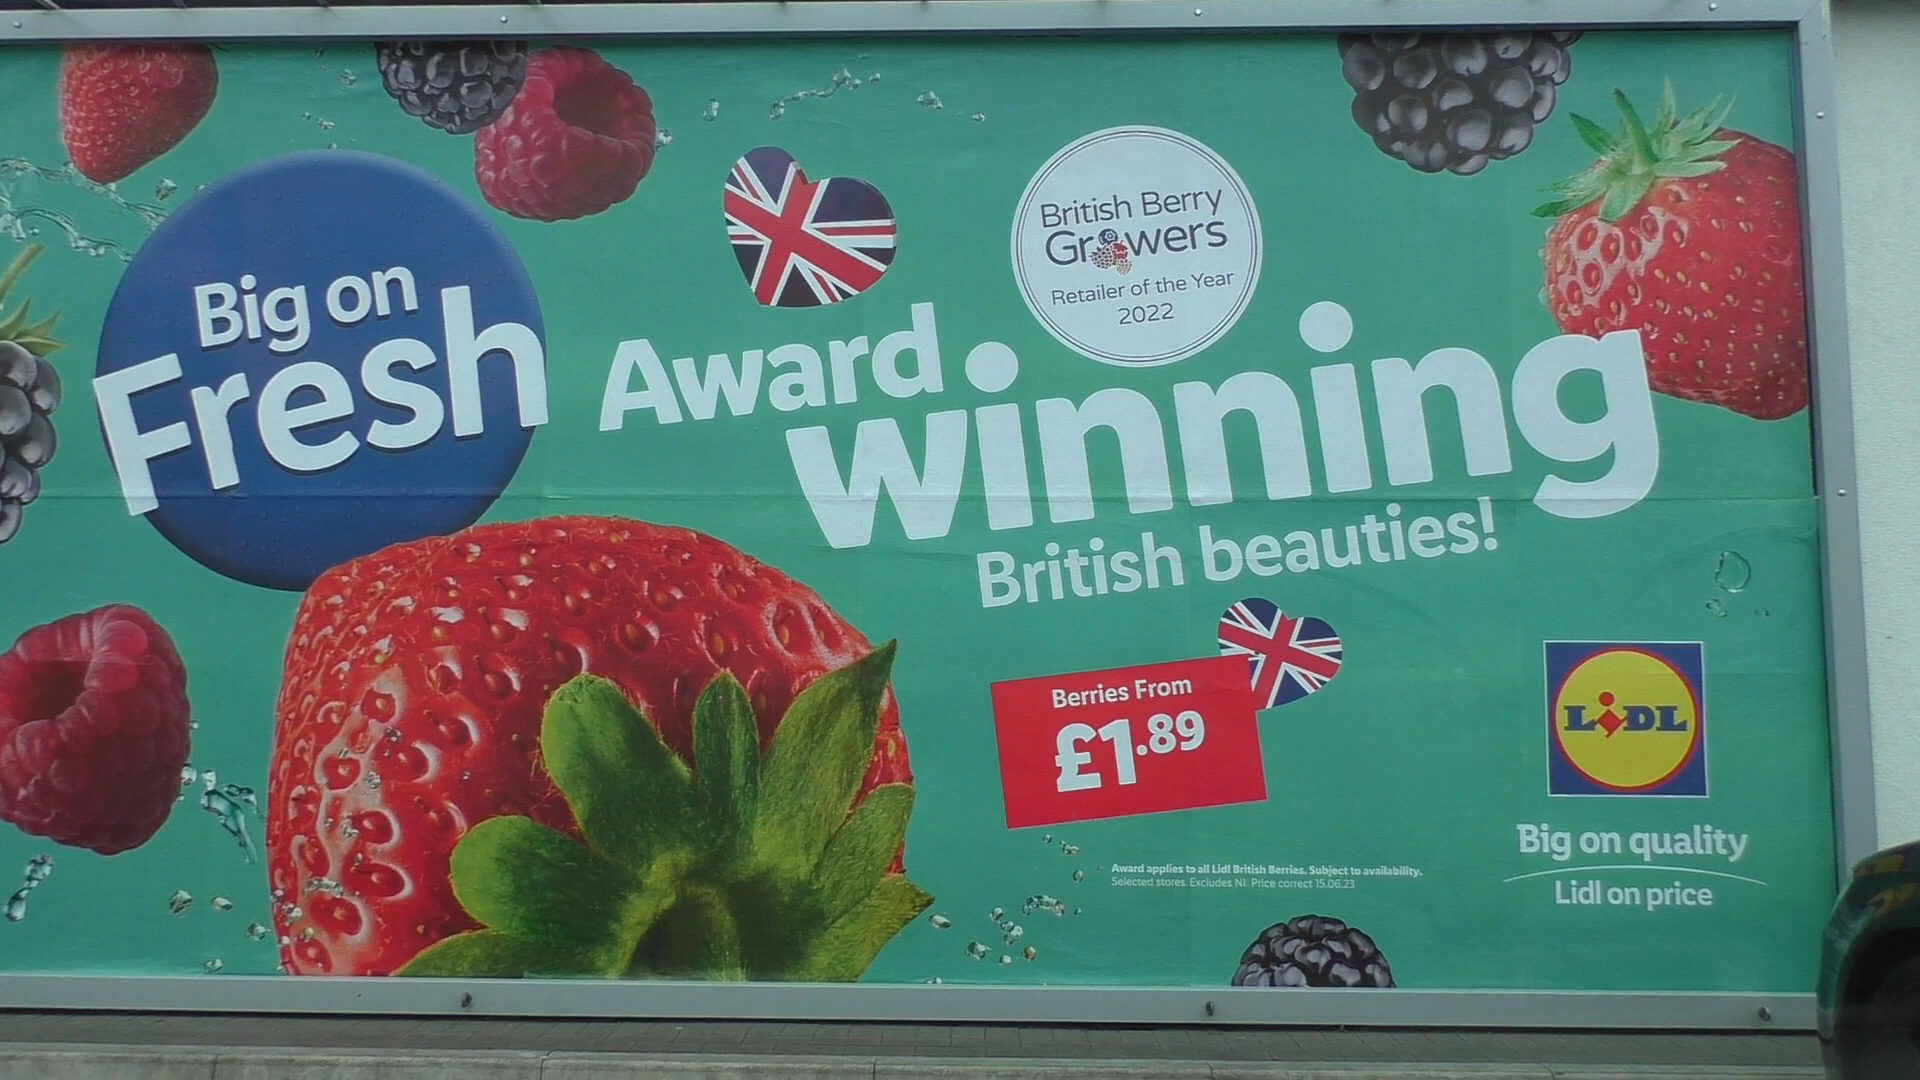 Big on
Fresh
British Berry
Growers
Retailer of the Year
2022
Award
winning
British beauties!
Berries From
£1.89
LIDL
Big on quality
Lidl on price
Award applies to all Lidl British Berries. Subject to availability.
Selected stores. Excludes NI. Price correct 15.06.23